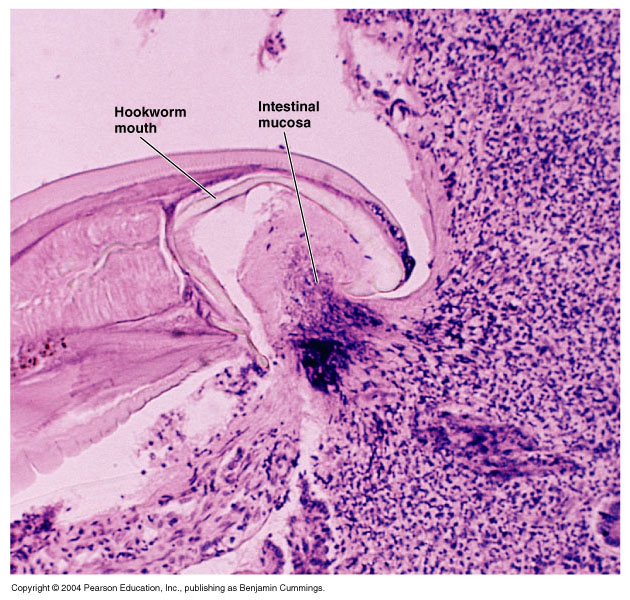 Hookworm
mouth
Intestinal
mucosa
Copyright © 2004 Pearson Education, Inc., publishing as Benjamin Cummings.